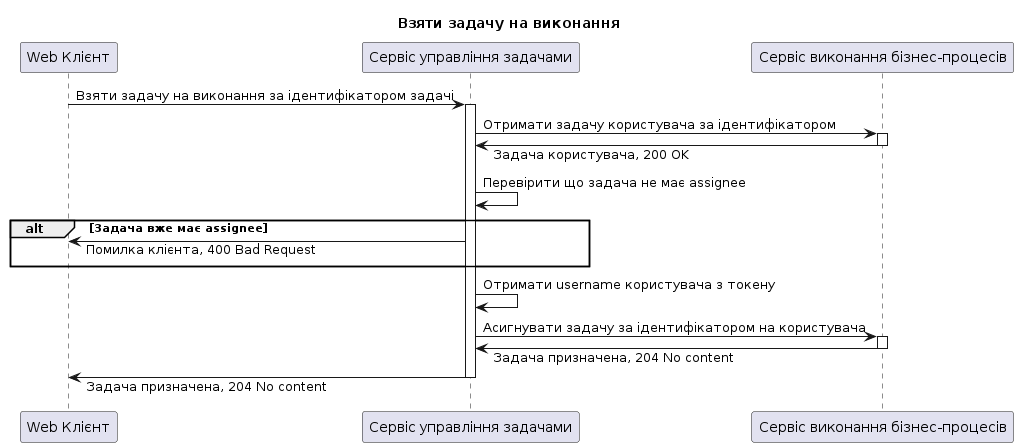 Взяти задачу на виконання
Web Клієнт
Сервіс управління задачами
Сервіс виконання бізнес-процесів
Взяти задачу на виконання за ідентифікатором задачі
Отримати задачу користувача за ідентифікатором
Задача користувача, 200 OK
Перевірити що задача не має assignee
alt [Задача вже має assignee]
Помилка клієнта, 400 Bad Request
Отримати username користувача з токену
Асигнувати задачу за ідентифікатором на користувача
Задача призначена, 204 No content
Задача призначена, 204 No content
Web Клієнт
Сервіс управління задачами
Сервіс виконання бізнес-процесів